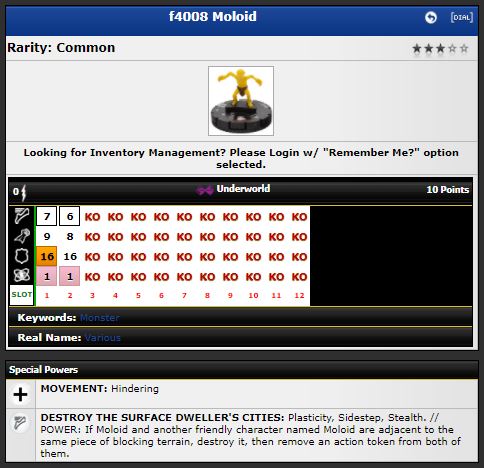 f4008 Moloid
[DIAL]
Rarity: Common
Looking for Inventory Management? Please Login w/ "Remember Me?" option
selected.
0 Underworld 10 Points
7 6 KO KO KO KO KO KO KO KO KO KO
9 8 KO KO KO KO KO KO KO KO KO KO
16 16 KO KO KO KO KO KO KO KO KO KO
1 1 KO KO KO KO KO KO KO KO KO KO
SLOT 1 2 3 4 5 6 7 8 9 10 11 12
Keywords: Monster
Real Name: Various
Special Powers
MOVEMENT: Hindering
DESTROY THE SURFACE DWELLER'S CITIES: Plasticity, Sidestep, Stealth. //
POWER: If Moloid and another friendly character named Moloid are adjacent to the
same piece of blocking terrain, destroy it, then remove an action token from both of
them.